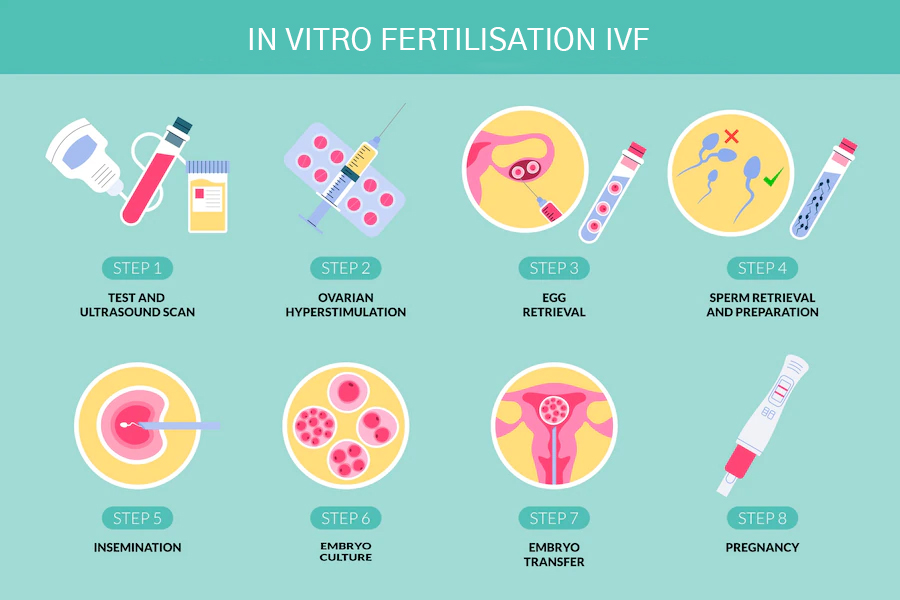 IN VITRO FERTILISATION IVF
STEP 1
TEST AND
ULTRASOUND SCAN
STEP 2
OVARIAN
HYPERSTIMULATION
STEP 3
EGG
RETRIEVAL
STEP 4
SPERM RETRIEVAL
AND PREPARATION
STEP 5
INSEMINATION
STEP 6
EMBRYO
CULTURE
STEP 7
EMBRYO
TRANSFER
STEP 8
PREGNANCY